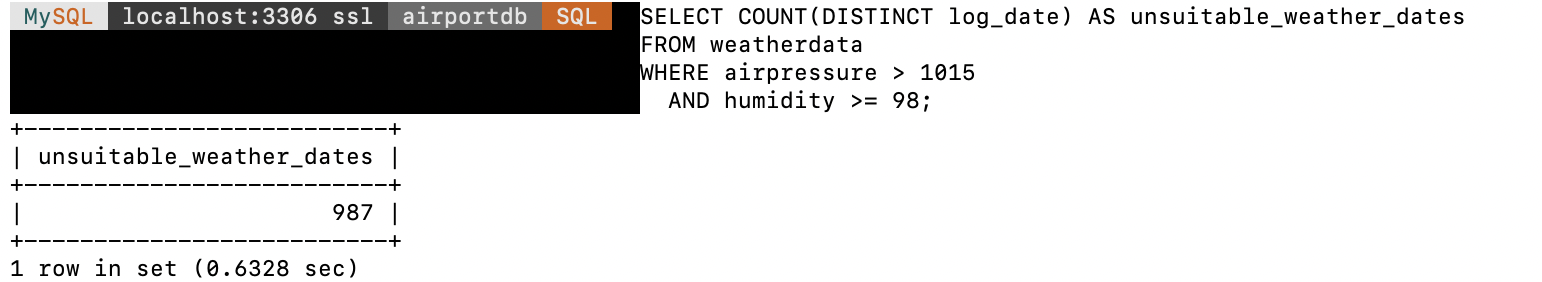 MySQL localhost:3306 ssl airportdb SQL SELECT COUNT(DISTINCT log_date) AS unsuitable_weather_dates
FROM weatherdata
WHERE airpressure > 1015
AND humidity >= 98;
+--------------------------+
| unsuitable_weather_dates |
+--------------------------+
|                      987 |
+--------------------------+
1 row in set (0.6328 sec)